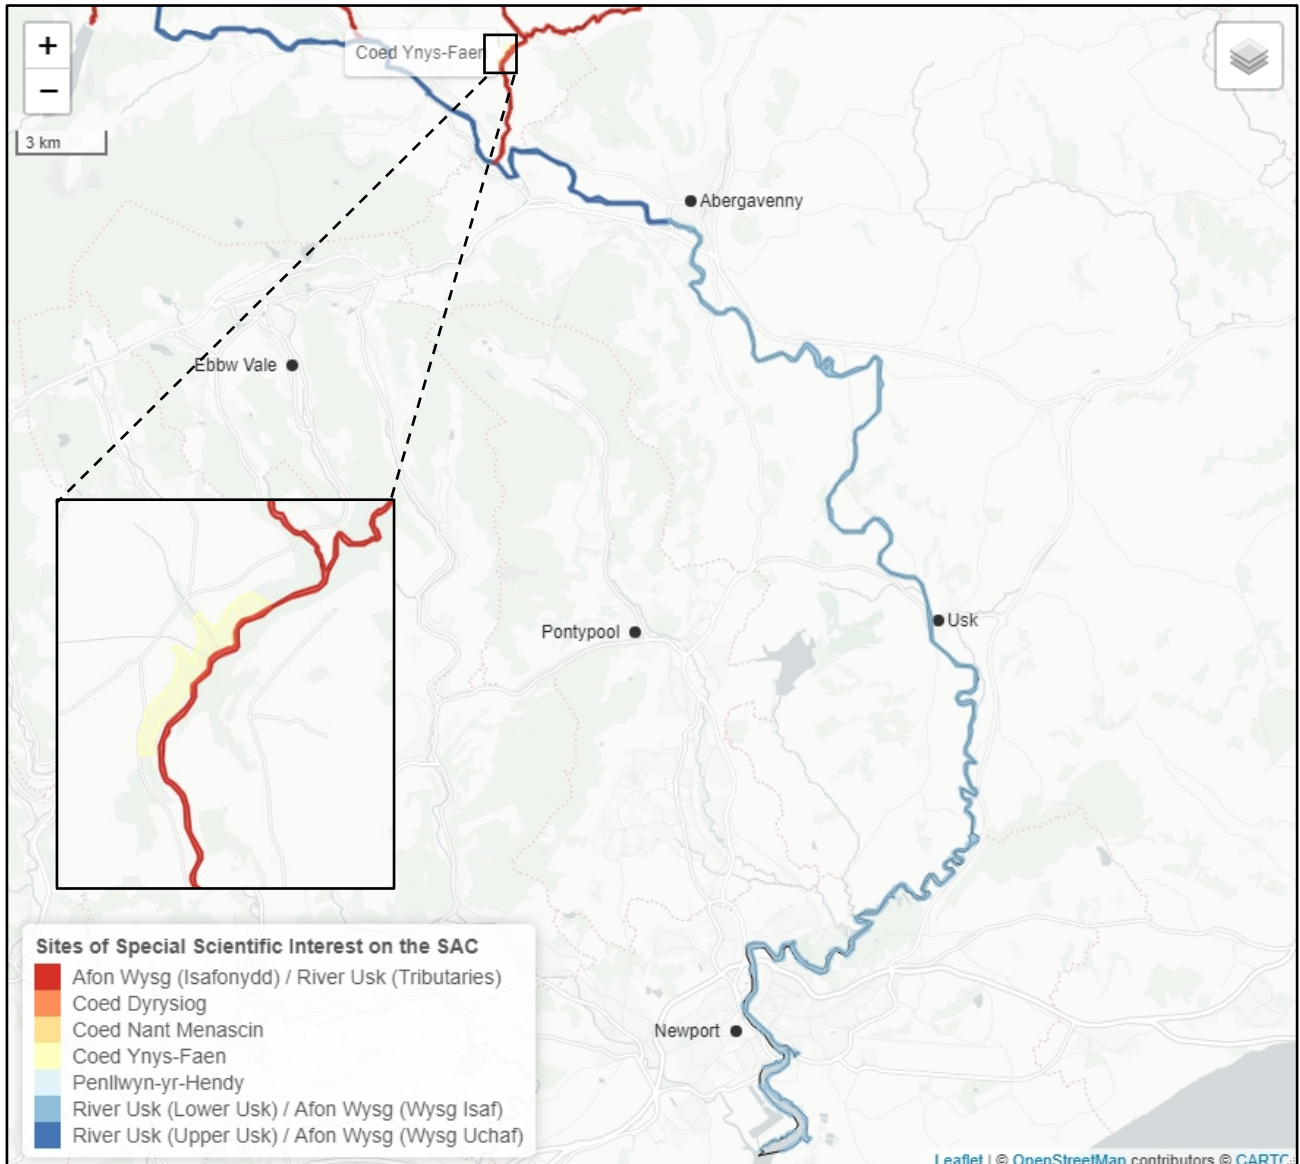 +
Coed Ynys-Faen
−
3 km
Abergavenny
Ebbw Vale
Usk
Pontypool
Sites of Special Scientific Interest on the SAC
Afon Wysg (Isafonydd) / River Usk (Tributaries)
Coed Dyrysiog
Coed Nant Menascin
Coed Ynys-Faen
Penllwyn-yr-Hendy
River Usk (Lower Usk) / Afon Wysg (Wysg Isaf)
River Usk (Upper Usk) / Afon Wysg (Wysg Uchaf)
Newport
Leaflet | © OpenStreetMap contributors © CARTO